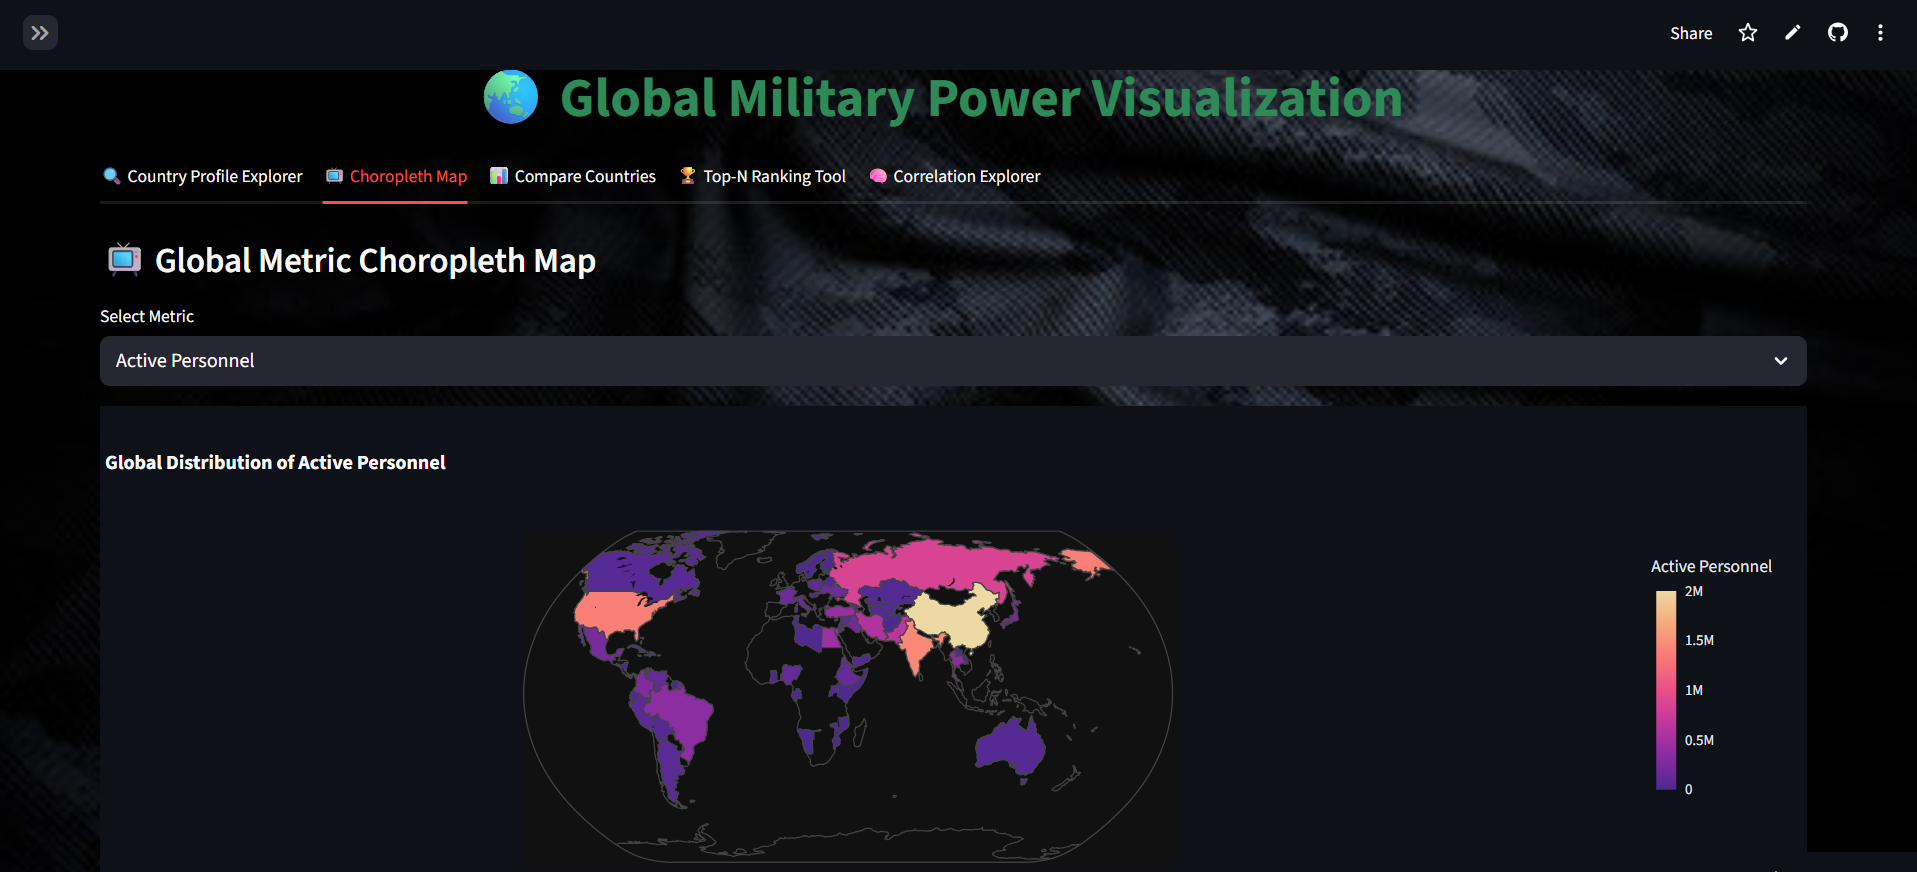 Share
Global Military Power Visualization
Country Profile Explorer
Choropleth Map
Compare Countries
Top-N Ranking Tool
Correlation Explorer
Global Metric Choropleth Map
Select Metric
Active Personnel
Global Distribution of Active Personnel
Active Personnel
2M
1.5M
1M
0.5M
0